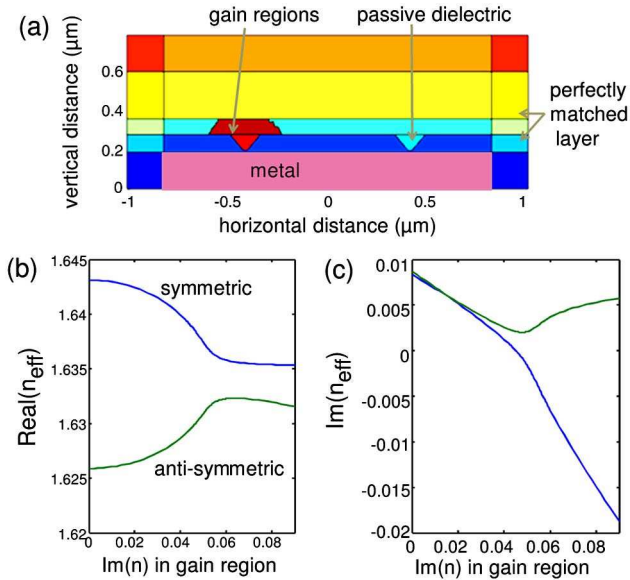 (a)
gain regions
passive dielectric
perfectly
matched
layer
metal
vertical distance (μm)
0.6
0.4
0.2
0
-1
-0.5
0
0.5
1
horizontal distance (μm)
(b)
1.645
1.64
1.635
1.63
1.625
1.62
Real(neff)
symmetric
anti-symmetric
0
0.02
0.04
0.06
0.08
Im(n) in gain region
(c)
0.01
0.005
0
-0.005
-0.01
-0.015
-0.02
Im(neff)
0
0.02
0.04
0.06
0.08
Im(n) in gain region